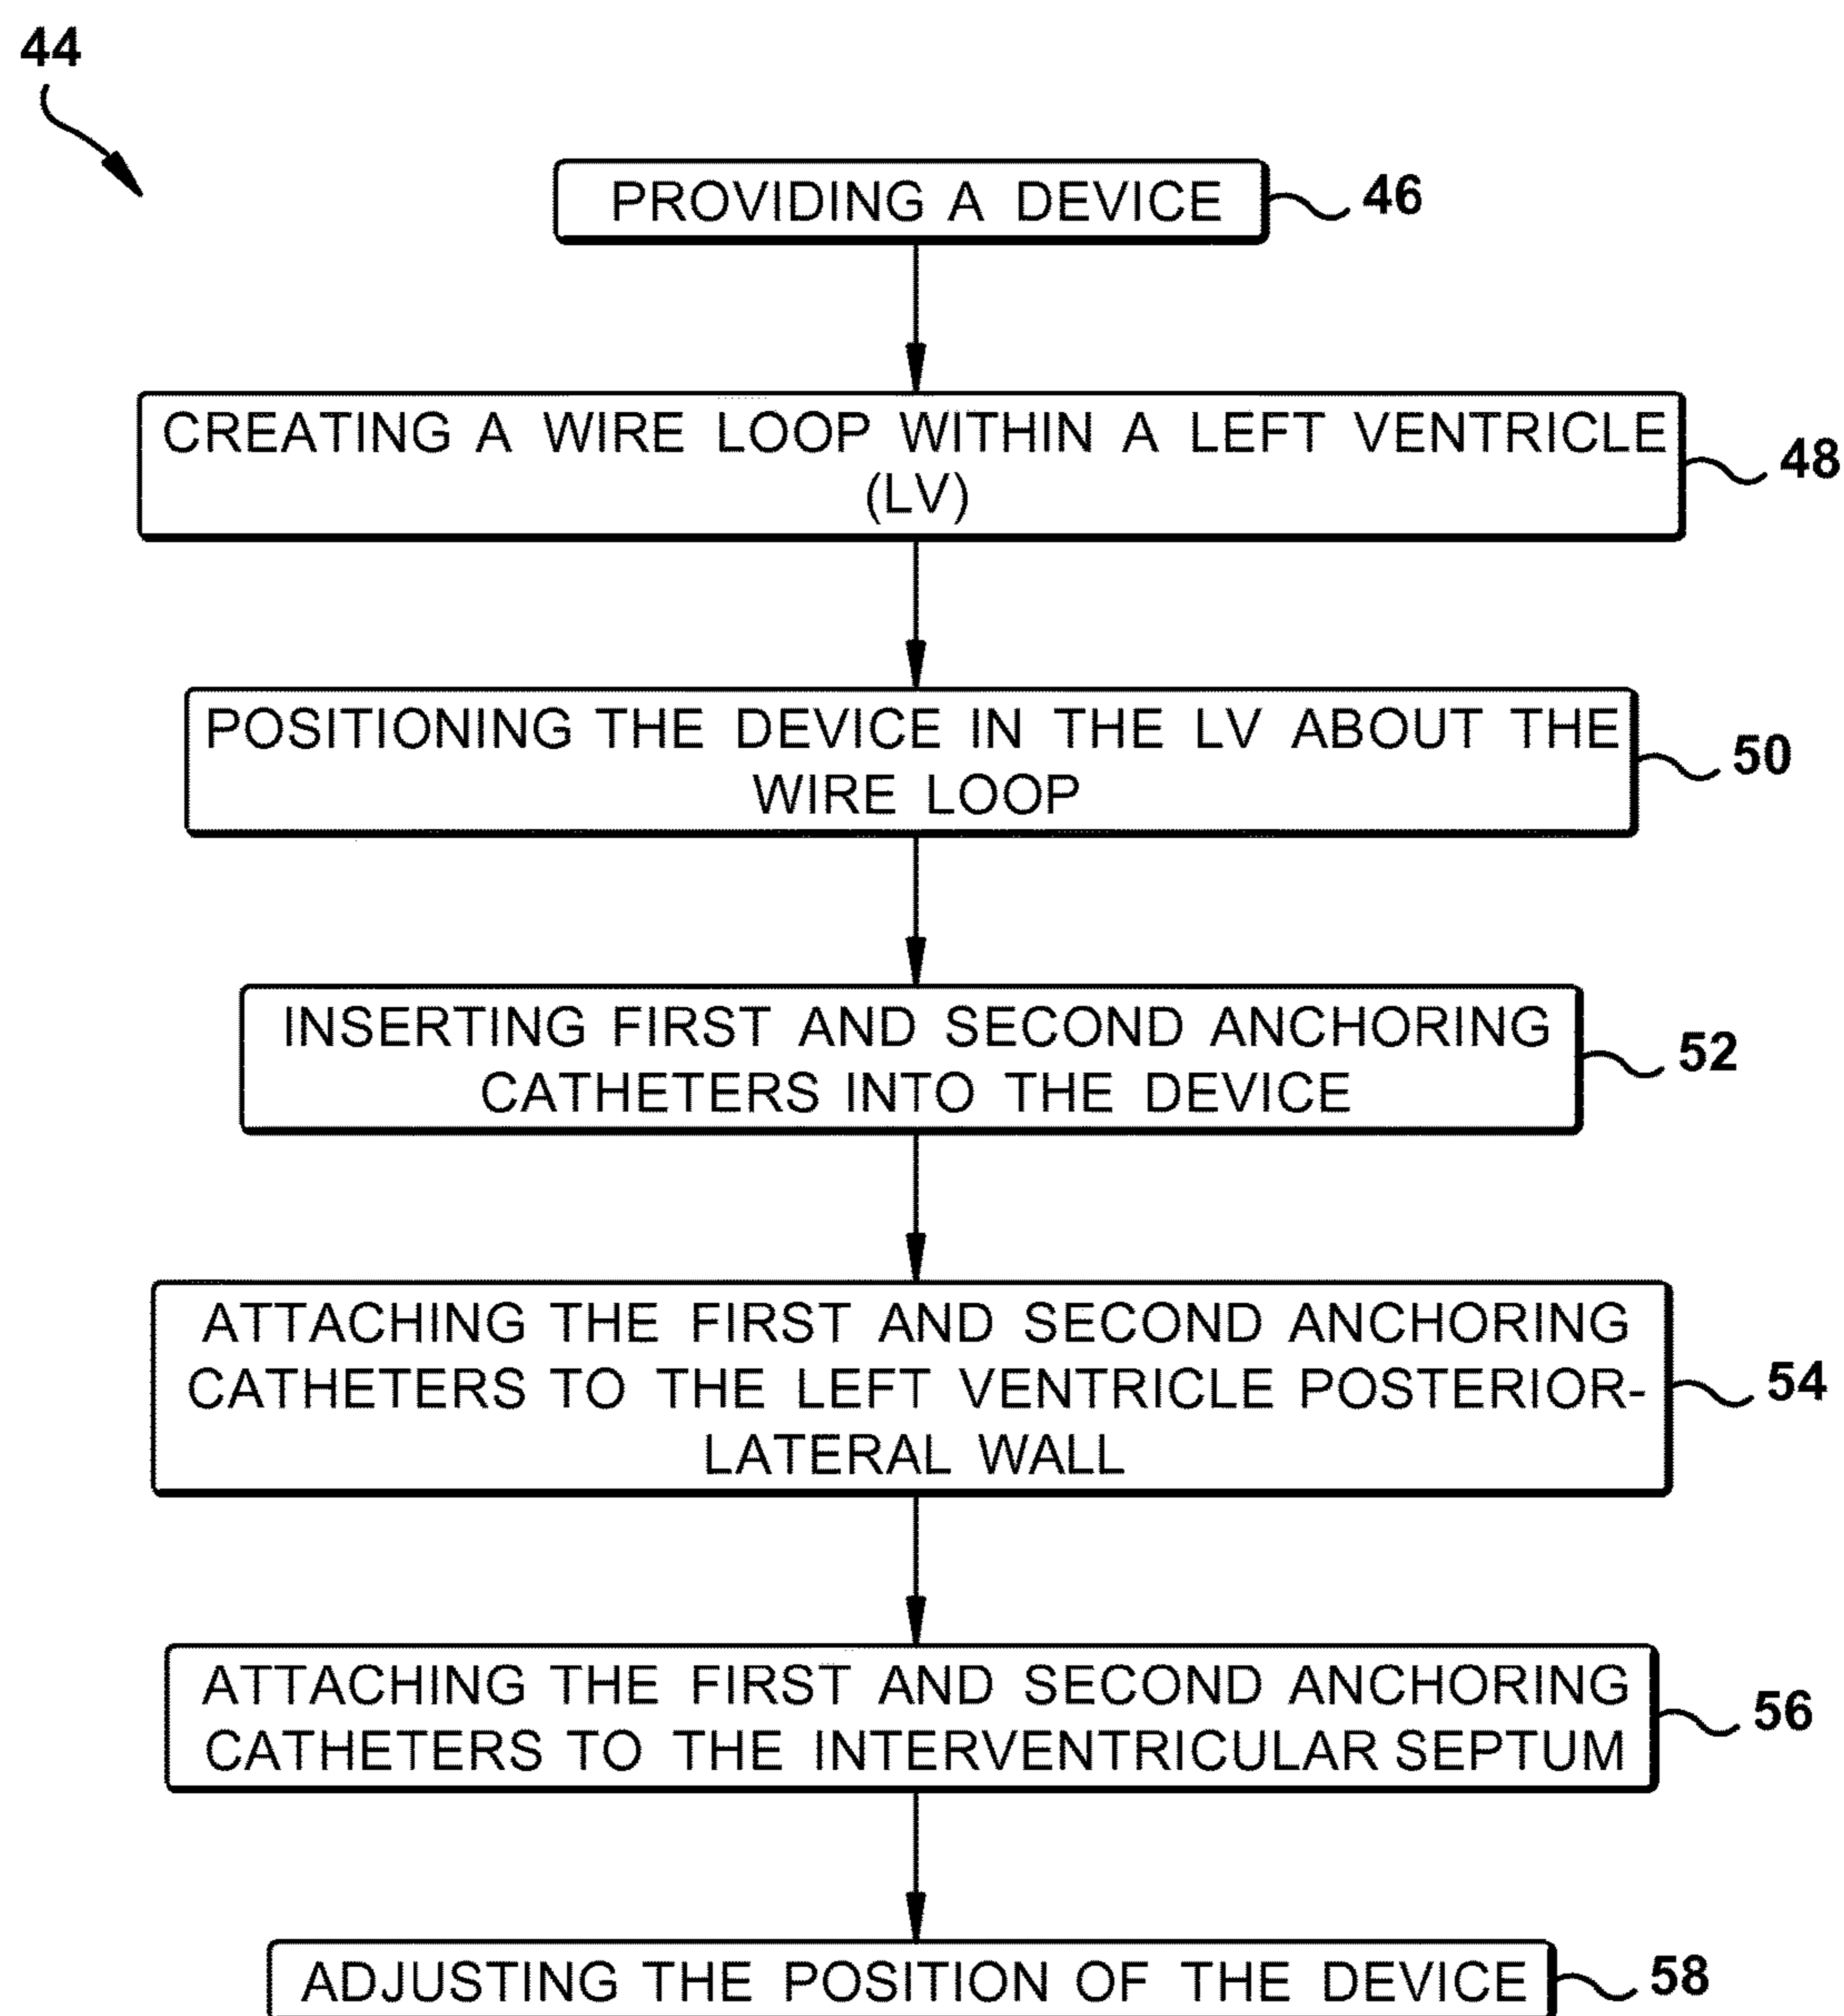 44
PROVIDING A DEVICE
46
CREATING A WIRE LOOP WITHIN A LEFT VENTRICLE
(LV)
48
POSITIONING THE DEVICE IN THE LV ABOUT THE
WIRE LOOP
50
INSERTING FIRST AND SECOND ANCHORING
CATHETERS INTO THE DEVICE
52
ATTACHING THE FIRST AND SECOND ANCHORING
CATHETERS TO THE LEFT VENTRICLE POSTERIOR-
LATERAL WALL
54
ATTACHING THE FIRST AND SECOND ANCHORING
CATHETERS TO THE INTERVENTRICULAR SEPTUM
56
ADJUSTING THE POSITION OF THE DEVICE
58